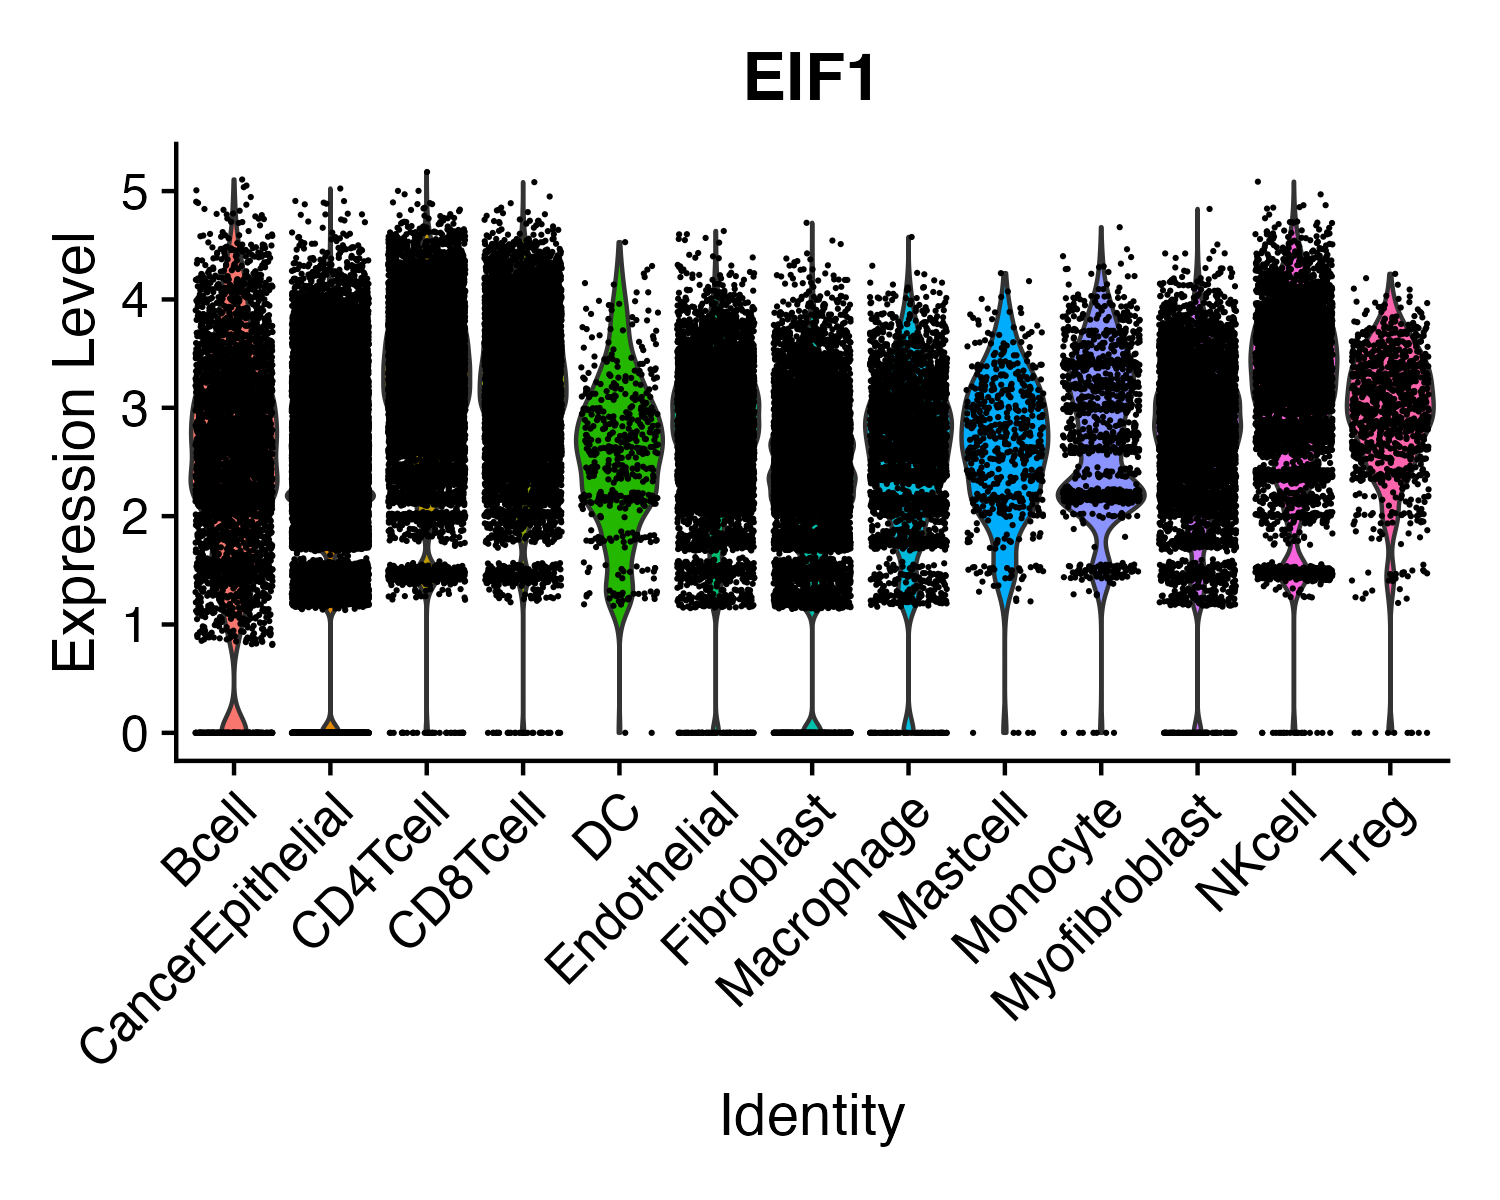 EIF1
Expression Level
5
4
3
2
1
0
Bcell
CancerEpithelial
CD4Tcell
CD8Tcell
DC
Endothelial
Fibroblast
Macrophage
Mastcell
Monocyte
Myofibroblast
NKcell
Treg
Identity